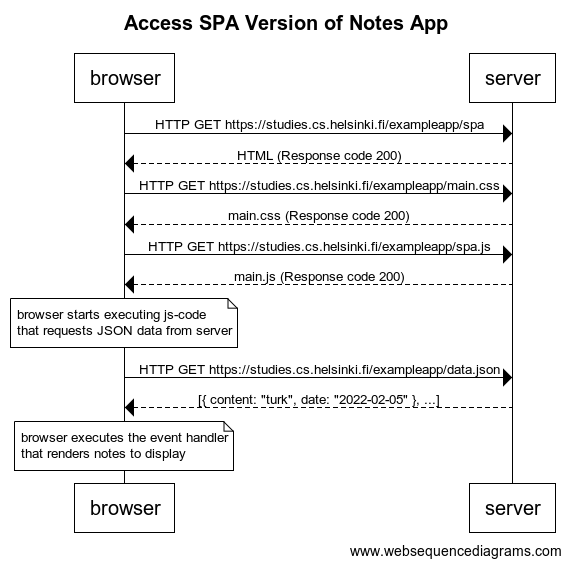 Access SPA Version of Notes App
browser
server
HTTP GET https://studies.cs.helsinki.fi/exampleapp/spa
HTML (Response code 200)
HTTP GET https://studies.cs.helsinki.fi/exampleapp/main.css
main.css (Response code 200)
HTTP GET https://studies.cs.helsinki.fi/exampleapp/spa.js
main.js (Response code 200)
browser starts executing js-code
that requests JSON data from server
HTTP GET https://studies.cs.helsinki.fi/exampleapp/data.json
[{ content: "turk", date: "2022-02-05" }, ...]
browser executes the event handler
that renders notes to display
browser
server
www.websequencediagrams.com